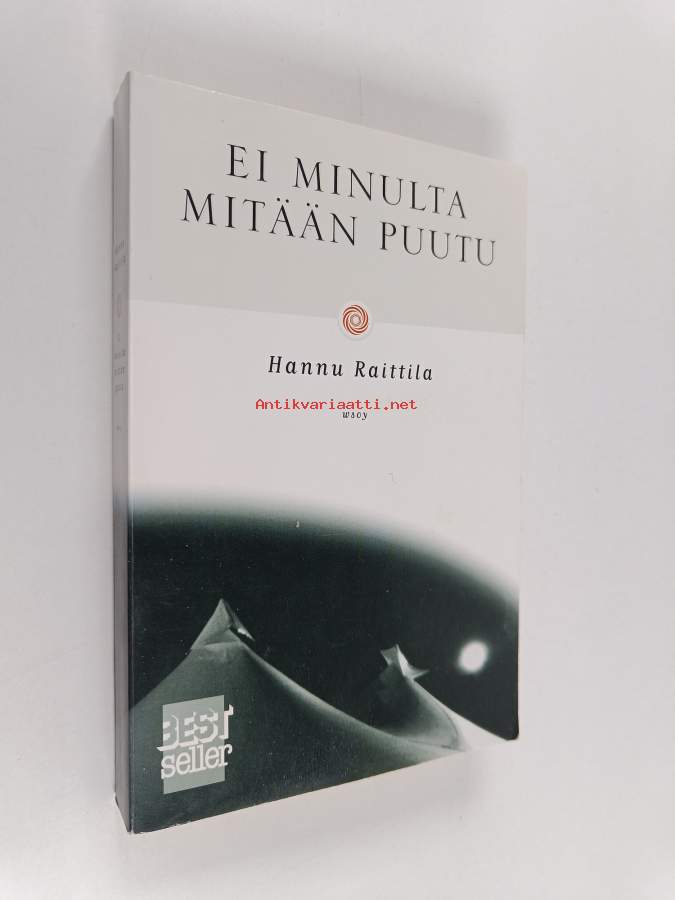 EI MINULTA
MITÄÄN PUUTU
Hannu Raittila
Antikvariaatti.net
wsoy
BEST
seller